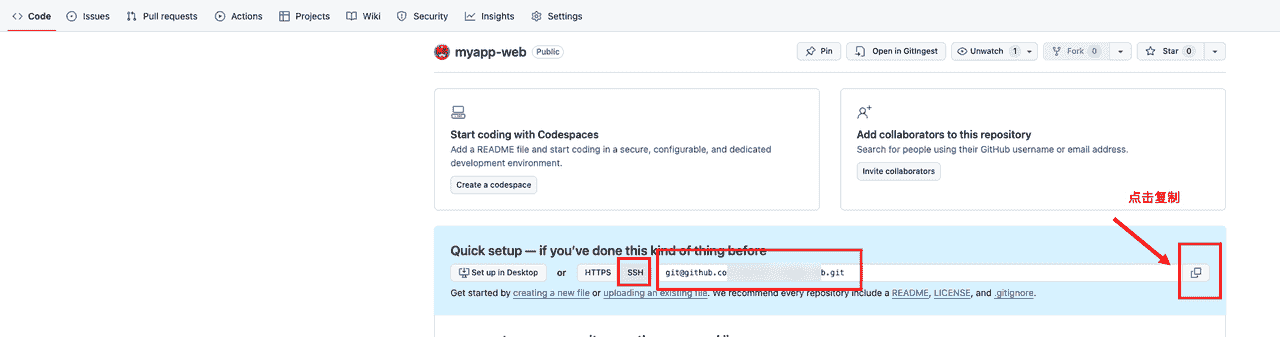 Code Issues Pull requests Actions Projects Wiki Security Insights Settings
myapp-web Public Pin Open in GitIngest Unwatch 1 Fork 0 Star 0
Start coding with Codespaces
Add a README file and start coding in a secure, configurable, and dedicated
development environment.
Create a codespace
Add collaborators to this repository
Search for people using their GitHub username or email address.
Invite collaborators
点击复制
Quick setup — if you've done this kind of thing before
Set up in Desktop or HTTPS SSH git@github.co b.git
Get started by creating a new file or uploading an existing file. We recommend every repository include a README, LICENSE, and .gitignore.